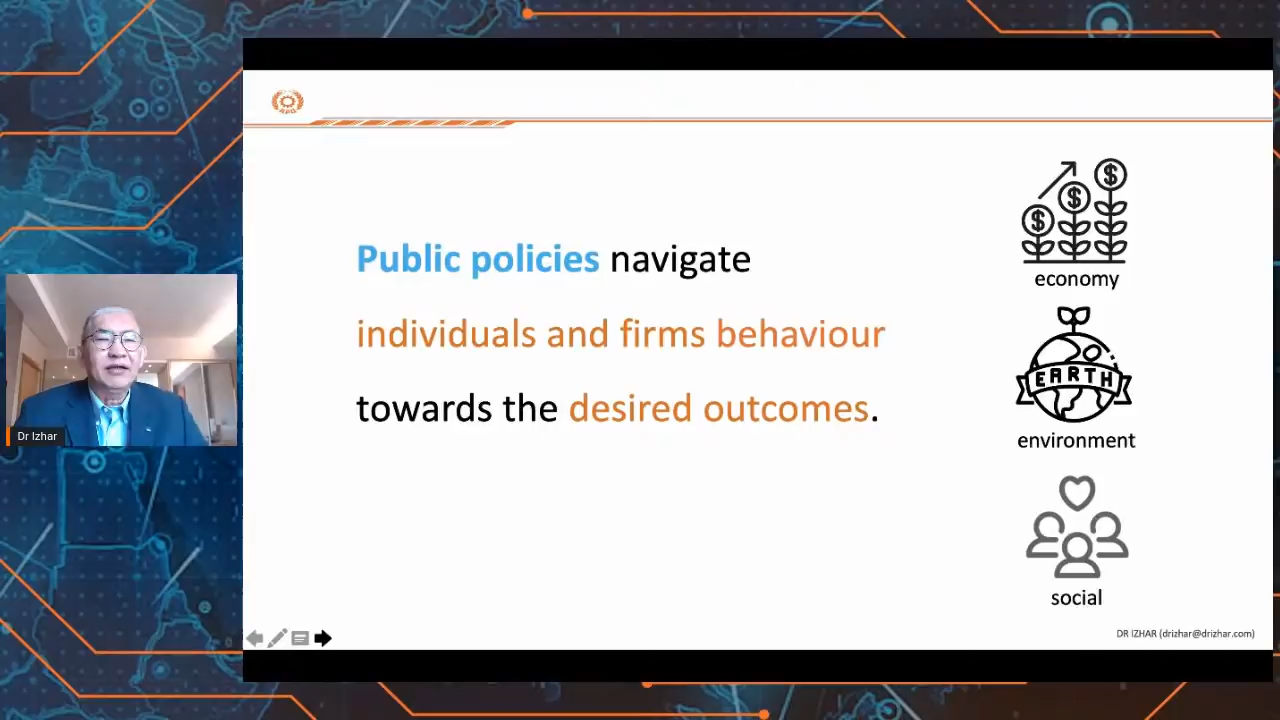 APO
Public policies navigate
individuals and firms behaviour
towards the desired outcomes.
economy
EARTH
environment
social
Dr Izhar
DR IZHAR (drizhar@drizhar.com)